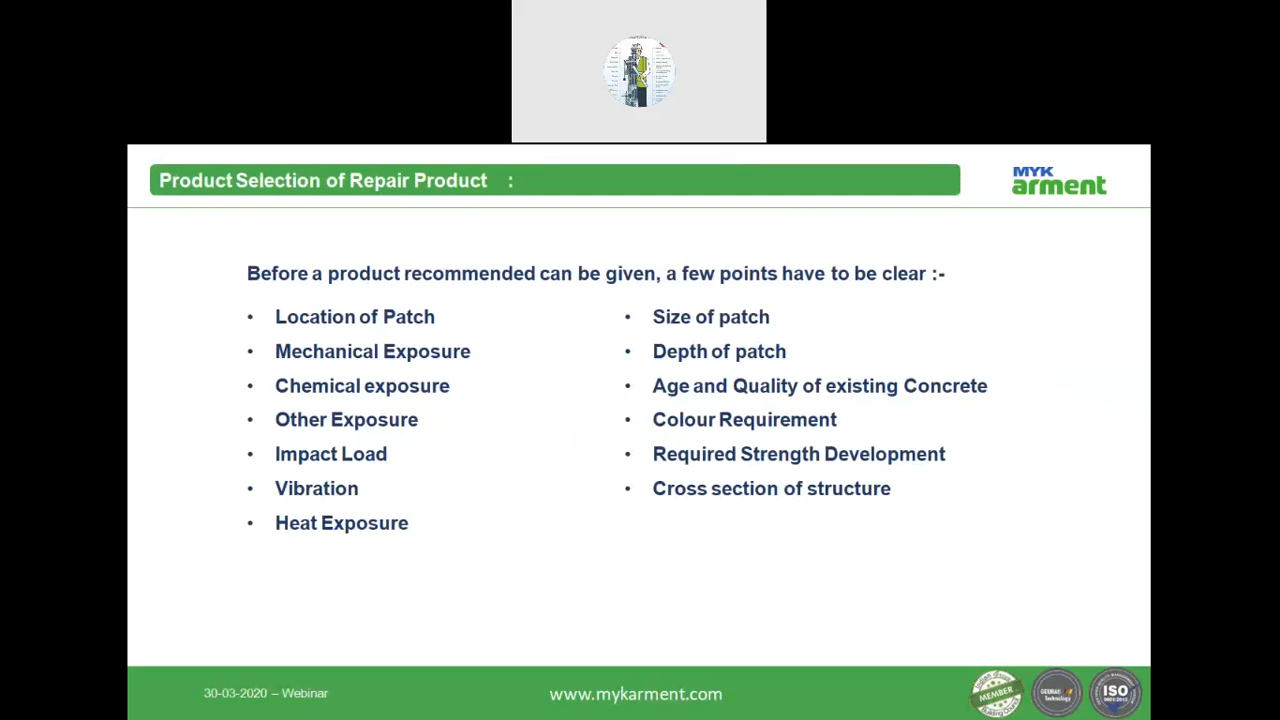 Product Selection of Repair Product :
MYK
arment
Before a product recommended can be given, a few points have to be clear :-
• Location of Patch
• Mechanical Exposure
• Chemical exposure
• Other Exposure
• Impact Load
• Vibration
• Heat Exposure
• Size of patch
• Depth of patch
• Age and Quality of existing Concrete
• Colour Requirement
• Required Strength Development
• Cross section of structure
30-03-2020 – Webinar
www.mykarment.com
MEMBER
Technology
ISO